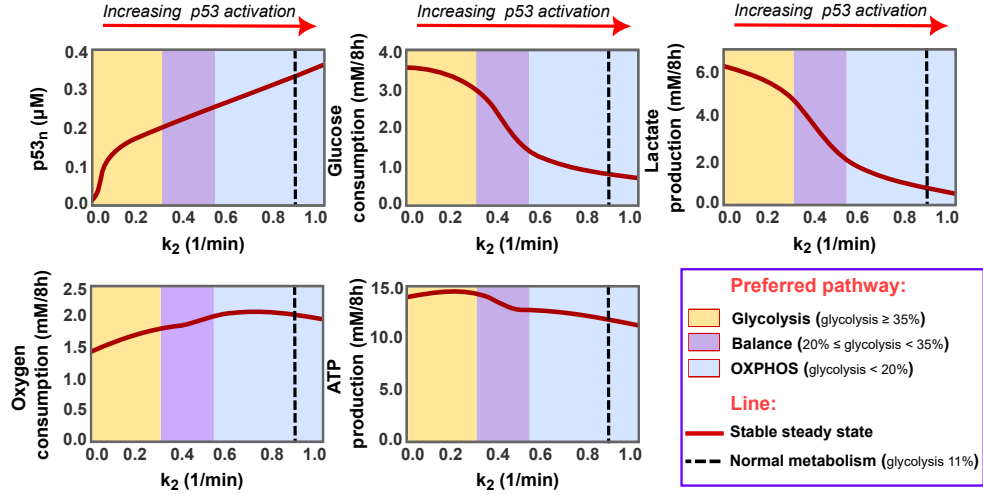 Increasing p53 activation
Increasing p53 activation
Increasing p53 activation
p53n (µM)
0.4
0.3
0.2
0.1
0.0
0.0 0.2 0.4 0.6 0.8 1.0
k2 (1/min)
Glucose
consumption (mM/8h)
4.0
3.0
2.0
1.0
0.0
0.0 0.2 0.4 0.6 0.8 1.0
k2 (1/min)
Lactate
production (mM/8h)
6.0
4.0
2.0
0.0
0.0 0.2 0.4 0.6 0.8 1.0
k2 (1/min)
Oxygen
consumption (mM/8h)
2.5
2.0
1.5
1.0
0.5
0.0
0.0 0.2 0.4 0.6 0.8 1.0
k2 (1/min)
ATP
production (mM/8h)
15.0
10.0
5.0
0.0
0.0 0.2 0.4 0.6 0.8 1.0
k2 (1/min)
Preferred pathway:
Glycolysis (glycolysis ≥ 35%)
Balance (20% ≤ glycolysis < 35%)
OXPHOS (glycolysis < 20%)
Line:
Stable steady state
Normal metabolism (glycolysis 11%)